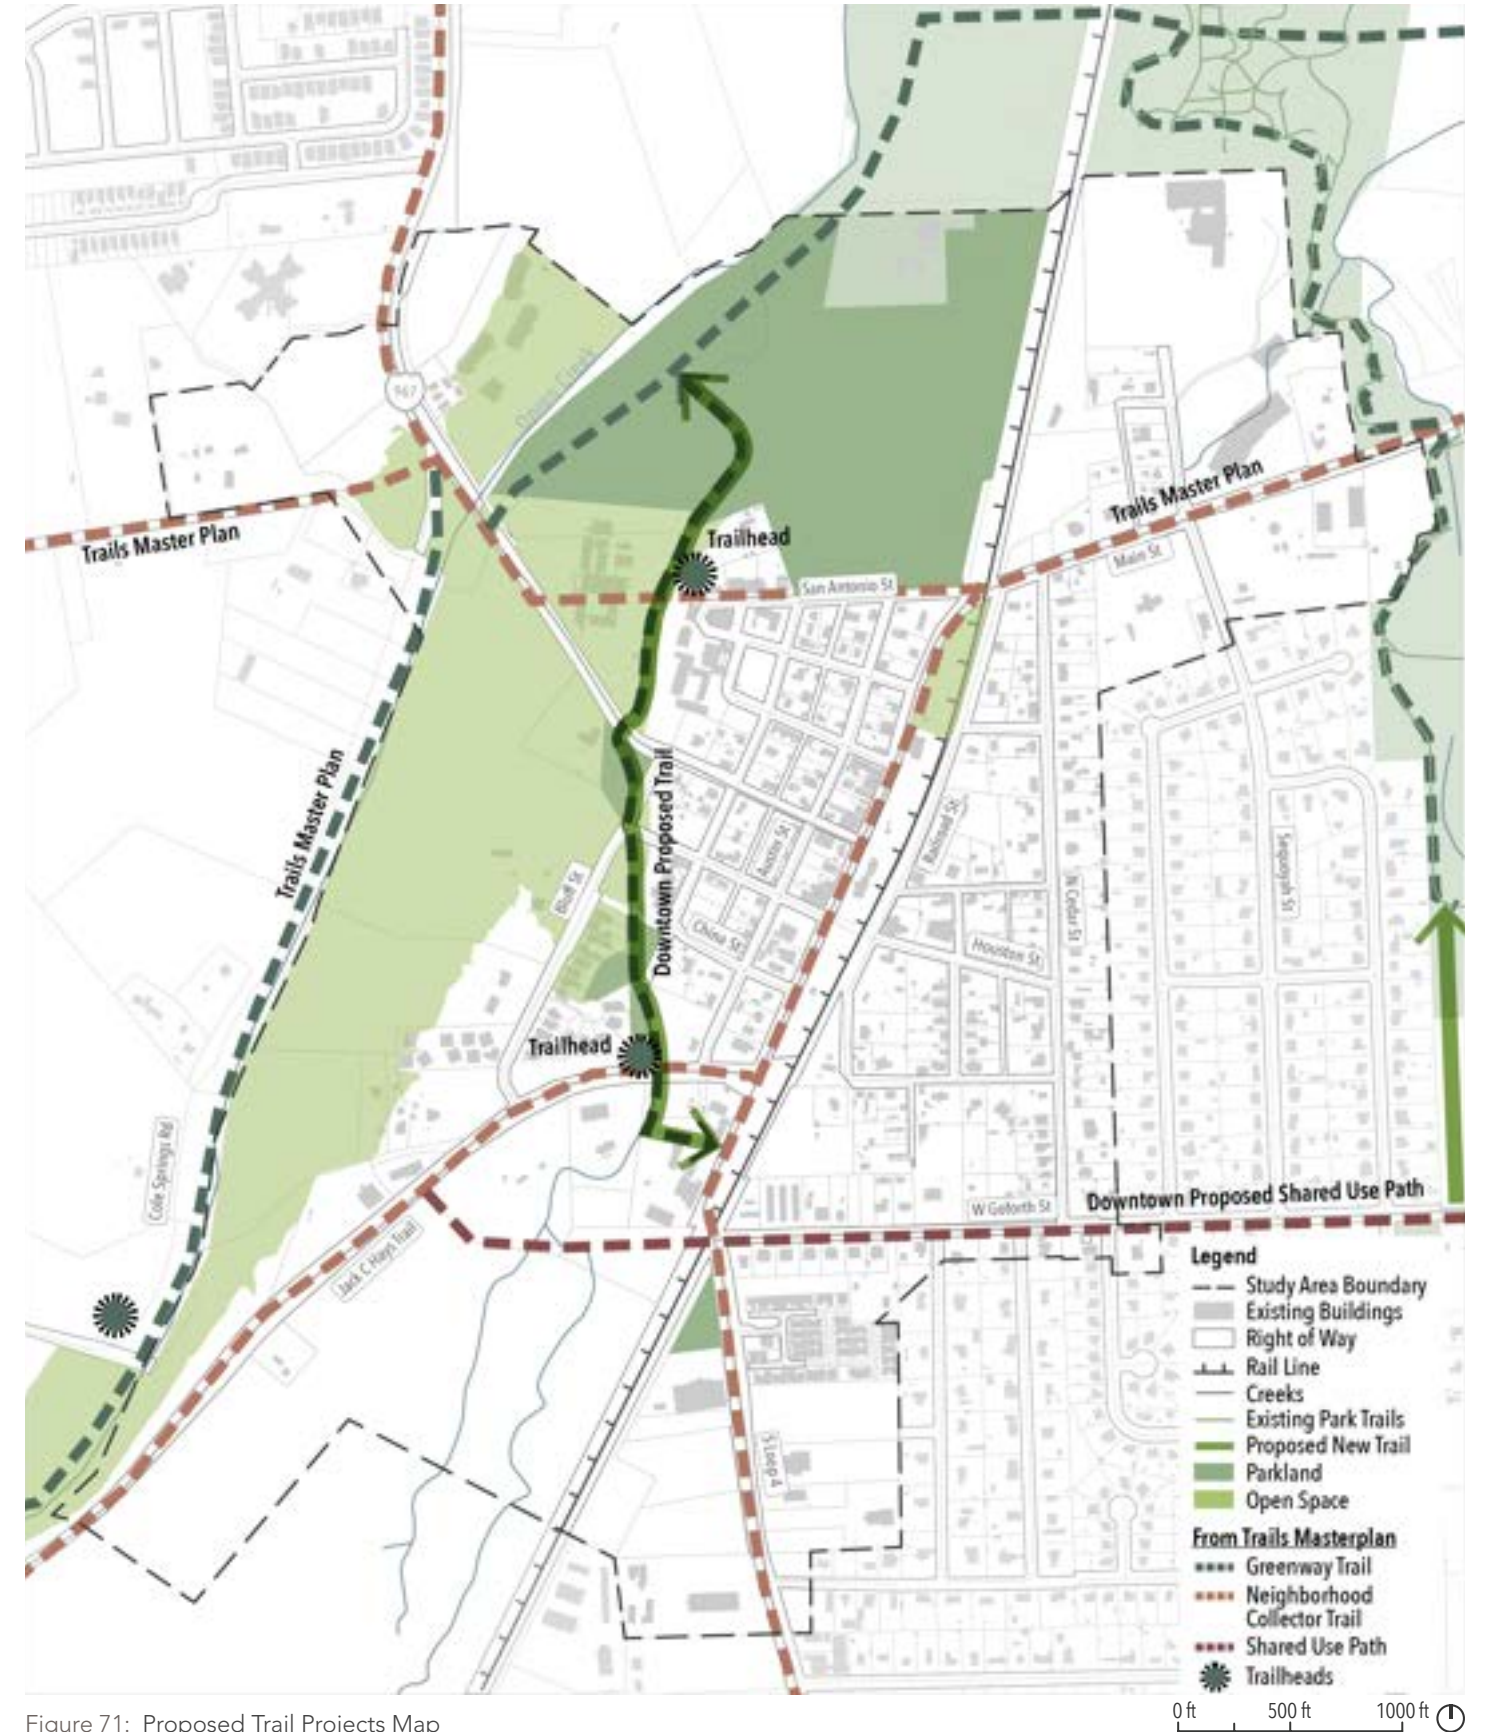 967
Onion Creek
Trails Master Plan
Trails Master Plan
Trailhead
San Antonio St
Main St
Trails Master Plan
Downtown Proposed Trail
Austin St
Railroad St
Sequoyah St
Bluff St
N Cedar St
China St
Houston St
Trailhead
Cole Springs Rd
Downtown Proposed Shared Use Path
W Goforth St
Jack C Hays Trail
S Loop 4
Legend
Study Area Boundary
Existing Buildings
Right of Way
Rail Line
Creeks
Existing Park Trails
Proposed New Trail
Parkland
Open Space
From Trails Masterplan
Greenway Trail
Neighborhood
Collector Trail
Shared Use Path
Trailheads
0 ft 500 ft 1000 ft
Figure 71: Proposed Trail Projects Map